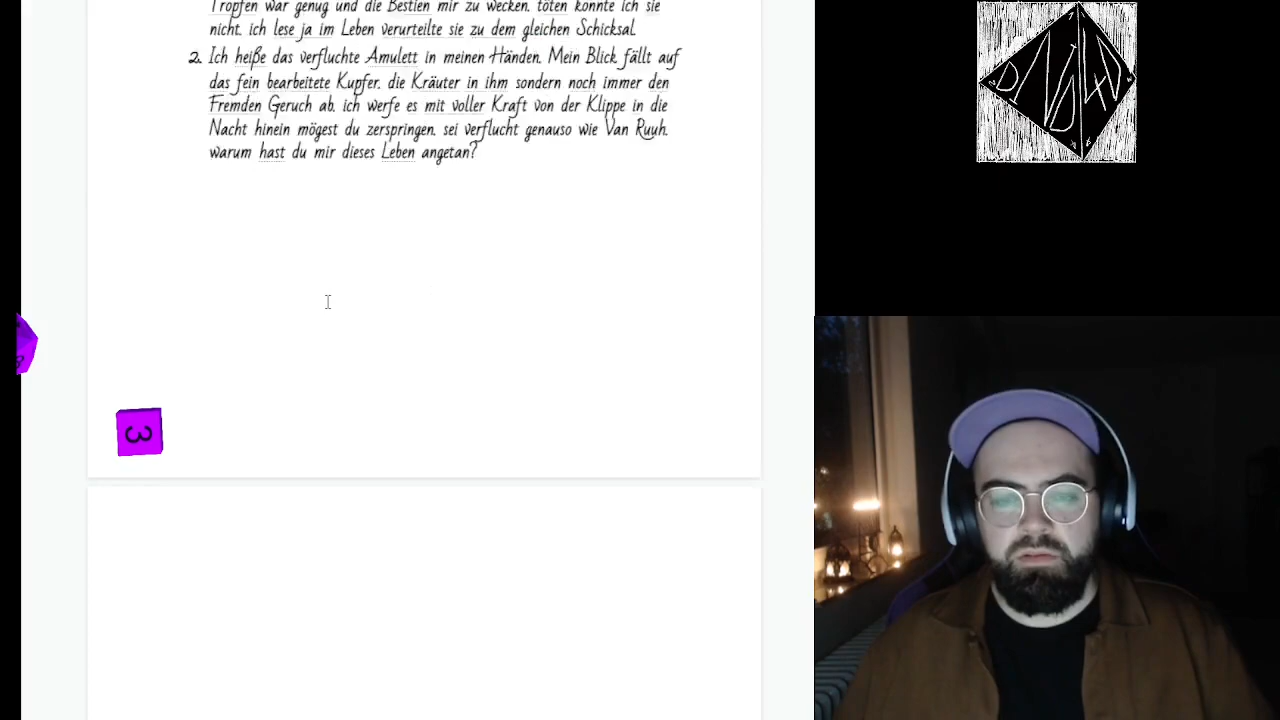 Tropfen war genug und die Bestien mir zu wecken. töten konnte ich sie
nicht. ich lese ja im Leben verurteilte sie zu dem gleichen Schicksal.
2. Ich heiße das verfluchte Amulett in meinen Händen. Mein Blick fällt auf
das fein bearbeitete Kupfer. die Kräuter in ihm sondern noch immer den
Fremden Geruch ab. ich werfe es mit voller Kraft von der Klippe in die
Nacht hinein mögest du zerspringen. sei verflucht genauso wie Van Ruyh.
warum hast du mir dieses Leben angetan?
3